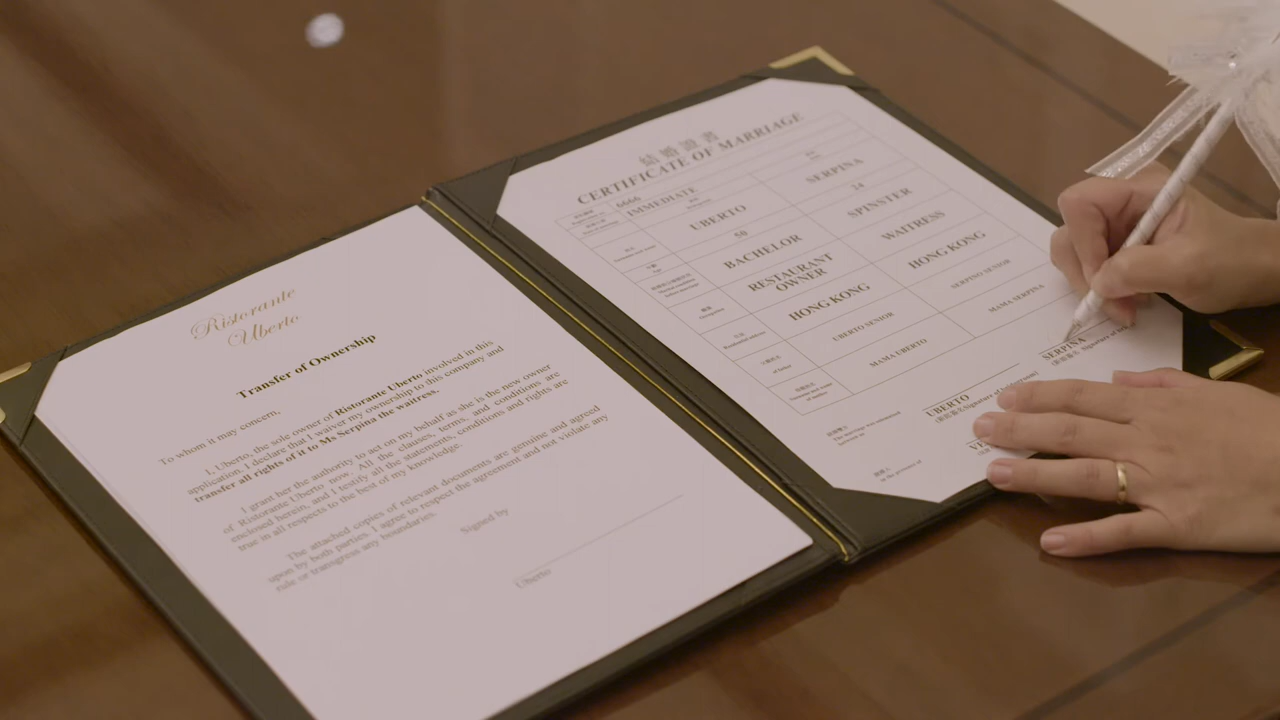 Ristorante
Uberto
Transfer of Ownership
To whom it may concern,
I, Uberto, the sole owner of Ristorante Uberto involved in this
application. I declare that I waiver my ownership to this company and
transfer all rights of it to Ms Serpina the waitress.
I grant her the authority to act on my behalf as she is the new owner
of Ristorante Uberto now. All the clauses, terms, and conditions are
enclosed herein, and I testify all the statements, conditions and rights are
true in all respects to the best of my knowledge.
The attached copies of relevant documents are genuine and agreed
upon by both parties. I agree to respect the agreement and not violate any
rule or transgress any boundaries.
Signed by
Uberto
結婚證書
CERTIFICATE OF MARRIAGE
6666
IMMEDIATE
UBERTO SERPINA
50 24
BACHELOR SPINSTER
RESTAURANT
OWNER WAITRESS
HONG KONG HONG KONG
UBERTO SENIOR SERPINO SENIOR
MAMA UBERTO MAMA SERPINA
SERPINA
UBERTO